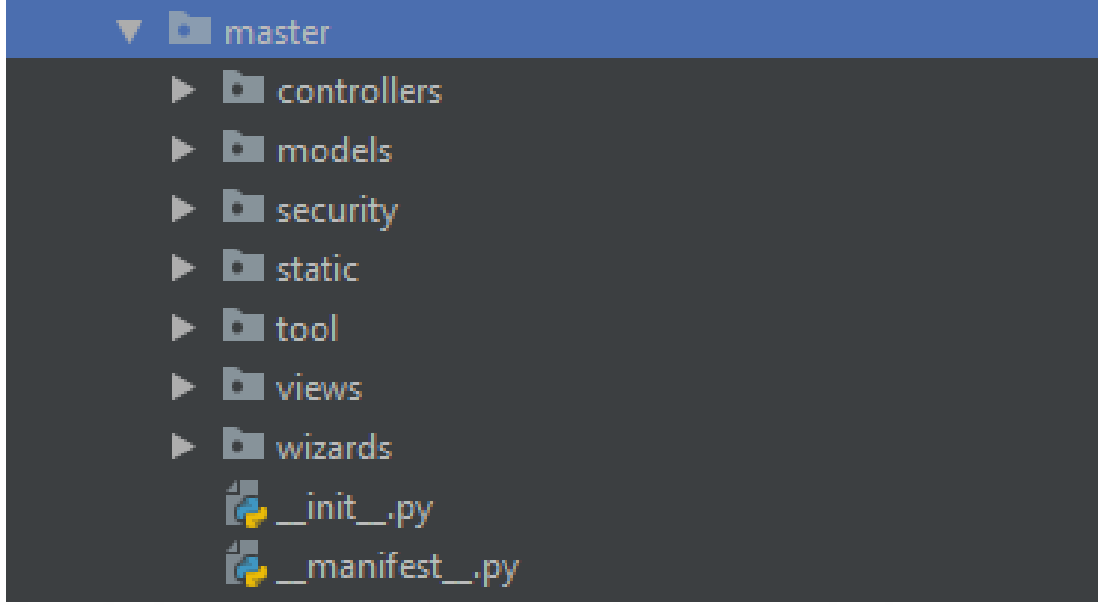 master
controllers
models
security
static
tool
views
wizards
__init__.py
__manifest__.py